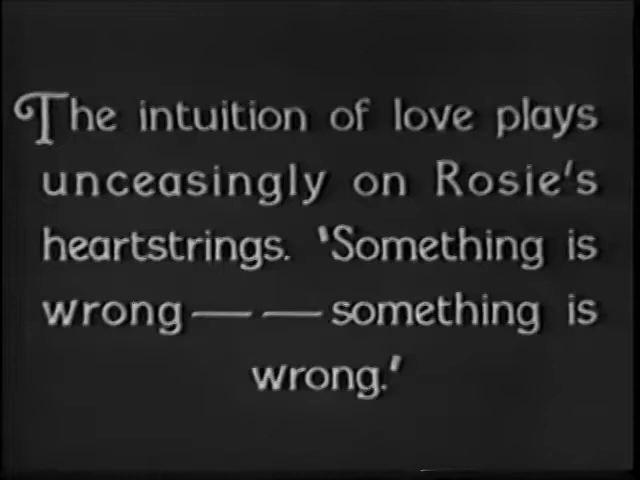 The intuition of love plays
unceasingly on Rosie's
heartstrings. 'Something is
wrong — — something is
wrong.'